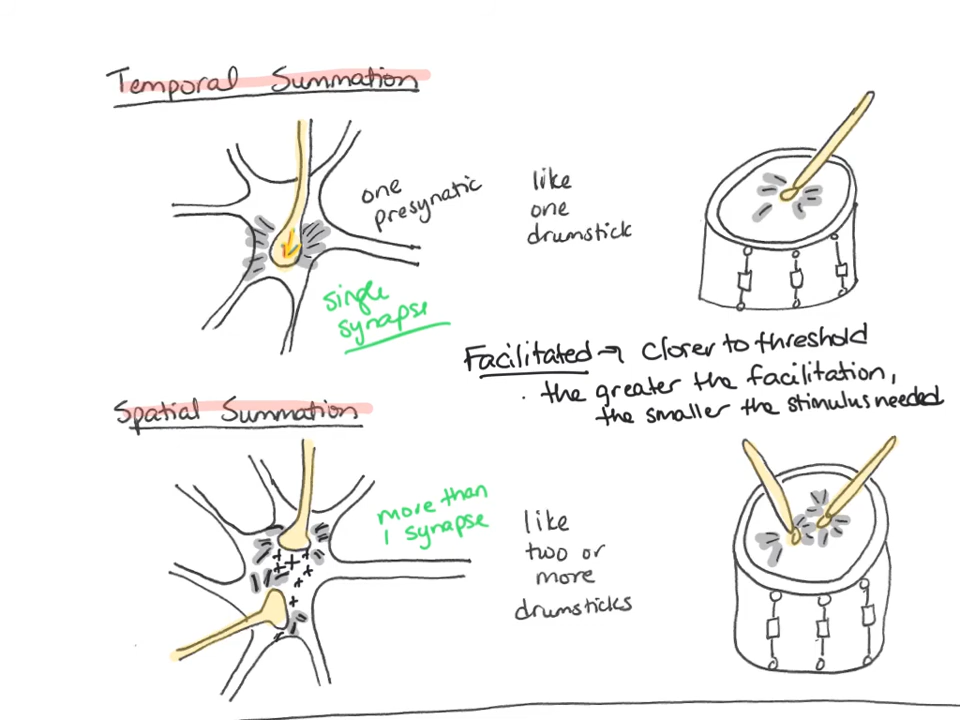 Temporal Summation
one
presynatic
like
one
drumstick
single
synapse
Facilitated → closer to threshold
· the greater the facilitation,
the smaller the stimulus needed
Spatial Summation
more than
1 synapse
like
two or
more
drumsticks